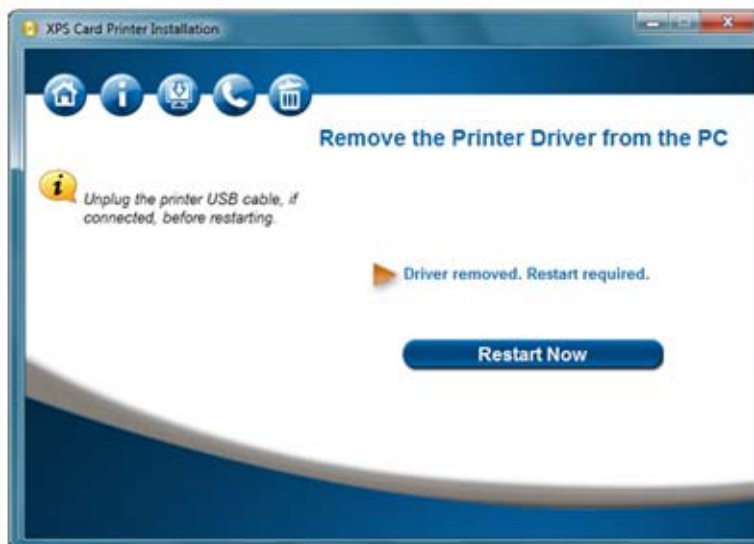 XPS Card Printer Installation
Remove the Printer Driver from the PC
i
Unplug the printer USB cable, if
connected, before restarting.
Driver removed. Restart required.
Restart Now